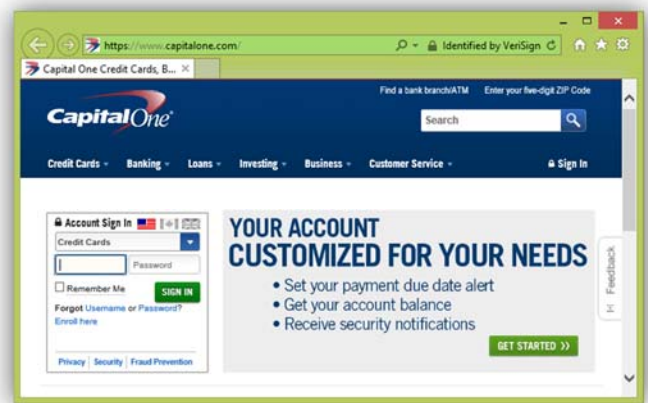 https://www.capitalone.com/
Identified by VeriSign
Capital One Credit Cards, B...
Find a bank branch/ATM
Enter your five-digit ZIP Code
Capital One
Search
Credit Cards
Banking
Loans
Investing
Business
Customer Service
Sign In
Account Sign In
Credit Cards
Password
Remember Me
SIGN IN
Forgot Username or Password?
Enroll here
Privacy Security Fraud Prevention
YOUR ACCOUNT
CUSTOMIZED FOR YOUR NEEDS
• Set your payment due date alert
• Get your account balance
• Receive security notifications
GET STARTED
Feedback